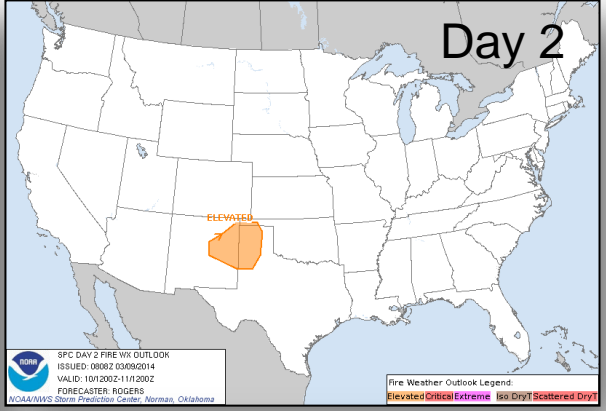 Day 2
ELEVATED
NOAA
SPC DAY 2 FIRE WX OUTLOOK
ISSUED: 0808Z 03/09/2014
VALID: 10/1200Z-11/1200Z
FORECASTER: ROGERS
NOAA/NWS Storm Prediction Center, Norman, Oklahoma
Fire Weather Outlook Legend:
Elevated Critical Extreme Iso DryT Scattered DryT